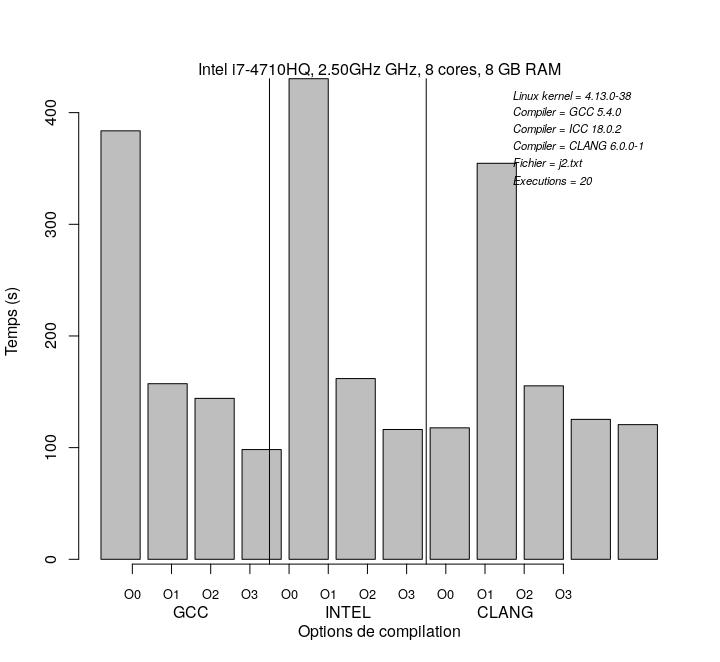 Intel i7-4710HQ, 2.50GHz GHz, 8 cores, 8 GB RAM
Linux kernel = 4.13.0-38
Compiler = GCC 5.4.0
Compiler = ICC 18.0.2
Compiler = CLANG 6.0.0-1
Fichier = j2.txt
Executions = 20
Temps (s)
400
300
200
100
0
O0 O1 O2 O3 O0 O1 O2 O3 O0 O1 O2 O3
GCC INTEL CLANG
Options de compilation